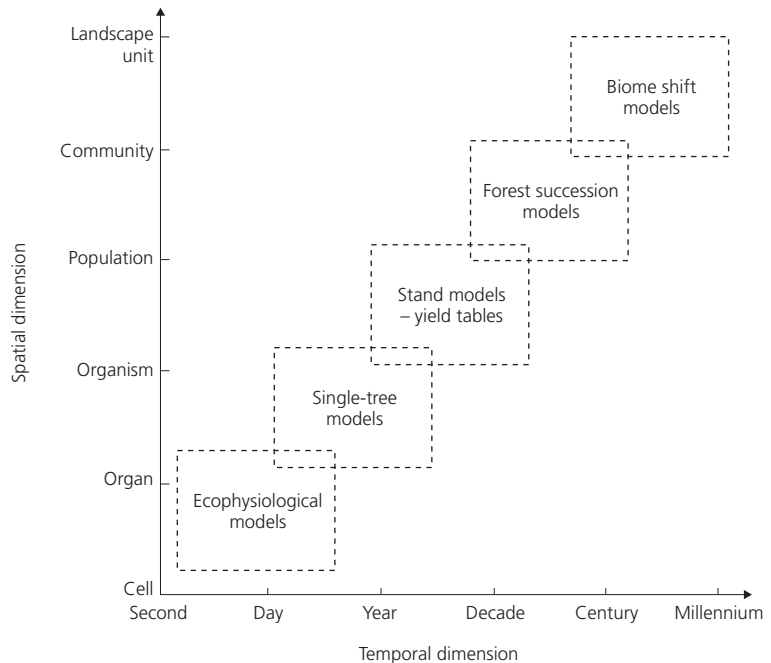 Landscape
unit
Community
Population
Organism
Organ
Cell
Spatial dimension
Biome shift
models
Forest succession
models
Stand models
– yield tables
Single-tree
models
Ecophysiological
models
Second
Day
Year
Decade
Century
Millennium
Temporal dimension